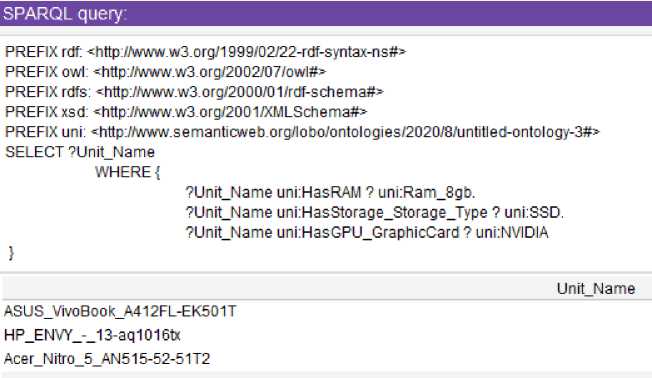 SPARQL query:
PREFIX rdf: <http://www.w3.org/1999/02/22-rdf-syntax-ns#>
PREFIX owl: <http://www.w3.org/2002/07/owl#>
PREFIX rdfs: <http://www.w3.org/2000/01/rdf-schema#>
PREFIX xsd: <http://www.w3.org/2001/XMLSchema#>
PREFIX uni: <http://www.semanticweb.org/lobo/ontologies/2020/8/untitled-ontology-3#>
SELECT ?Unit_Name
WHERE {
?Unit_Name uni:HasRAM ? uni:Ram_8gb.
?Unit_Name uni:HasStorage_Storage_Type ? uni:SSD.
?Unit_Name uni:HasGPU_GraphicCard ? uni:NVIDIA
}
Unit_Name
ASUS_VivoBook_A412FL-EK501T
HP_ENVY_-_13-aq1016tx
Acer_Nitro_5_AN515-52-51T2